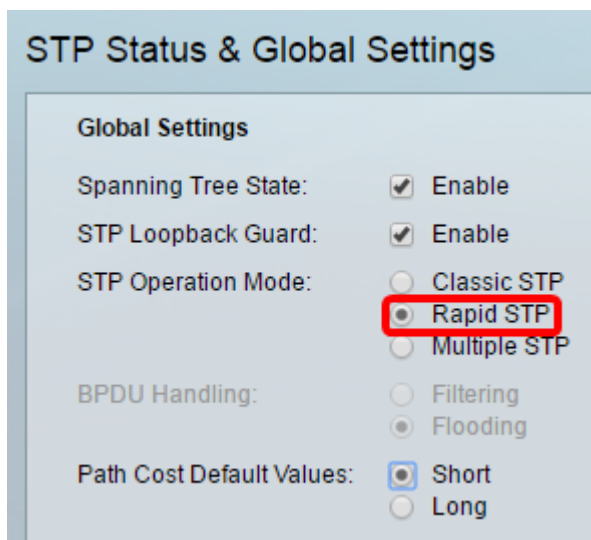 STP Status & Global Settings
Global Settings
Spanning Tree State: Enable
STP Loopback Guard: Enable
STP Operation Mode: Classic STP
Rapid STP
Multiple STP
BPDU Handling: Filtering
Flooding
Path Cost Default Values: Short
Long